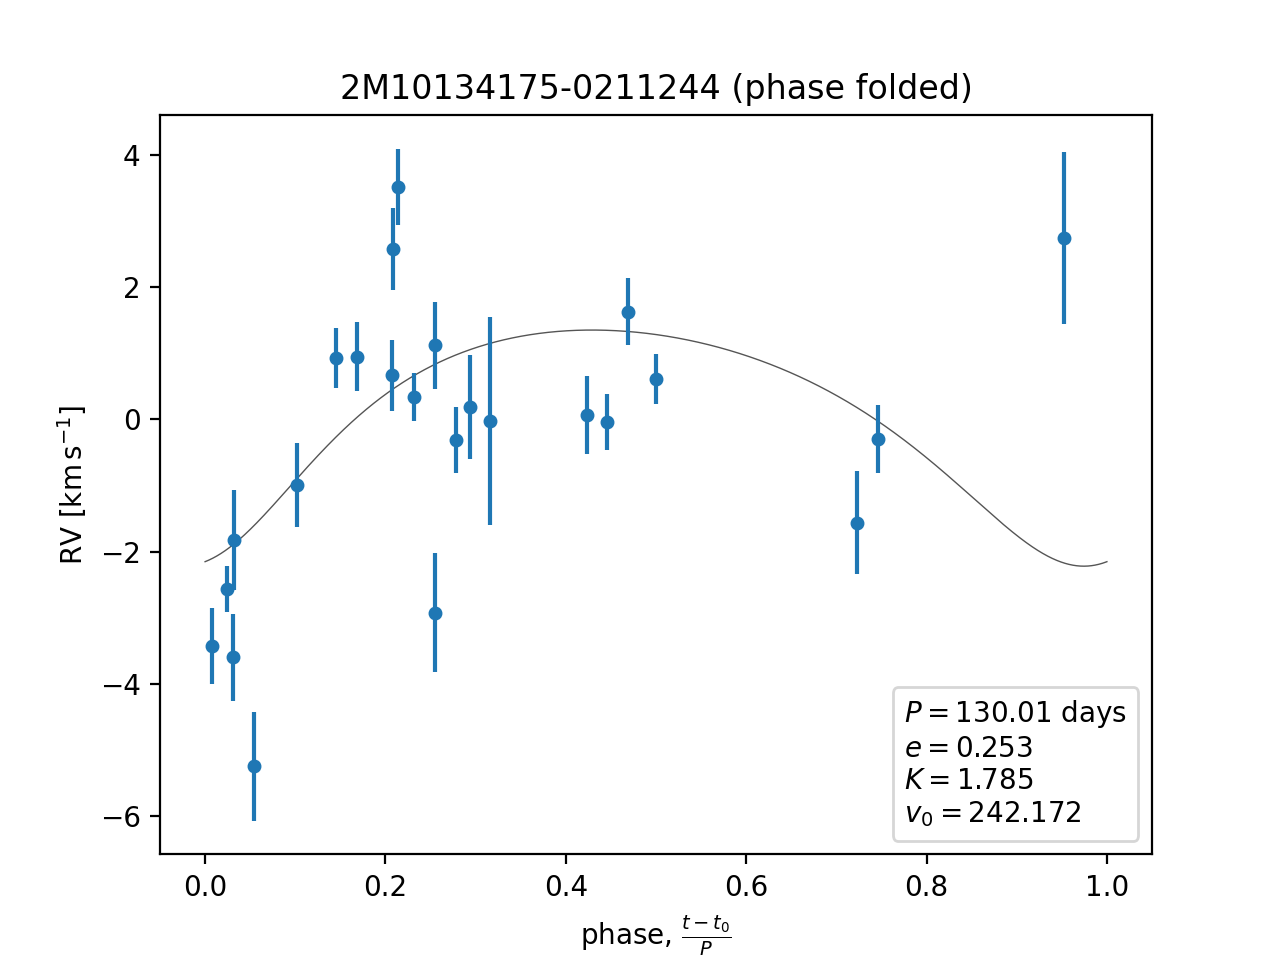 2M10134175-0211244 (phase folded)
RV [km s⁻¹]
4
2
0
−2
−4
−6
P = 130.01 days
e = 0.253
K = 1.785
v₀ = 242.172
0.0 0.2 0.4 0.6 0.8 1.0
phase, (t − t₀)/P